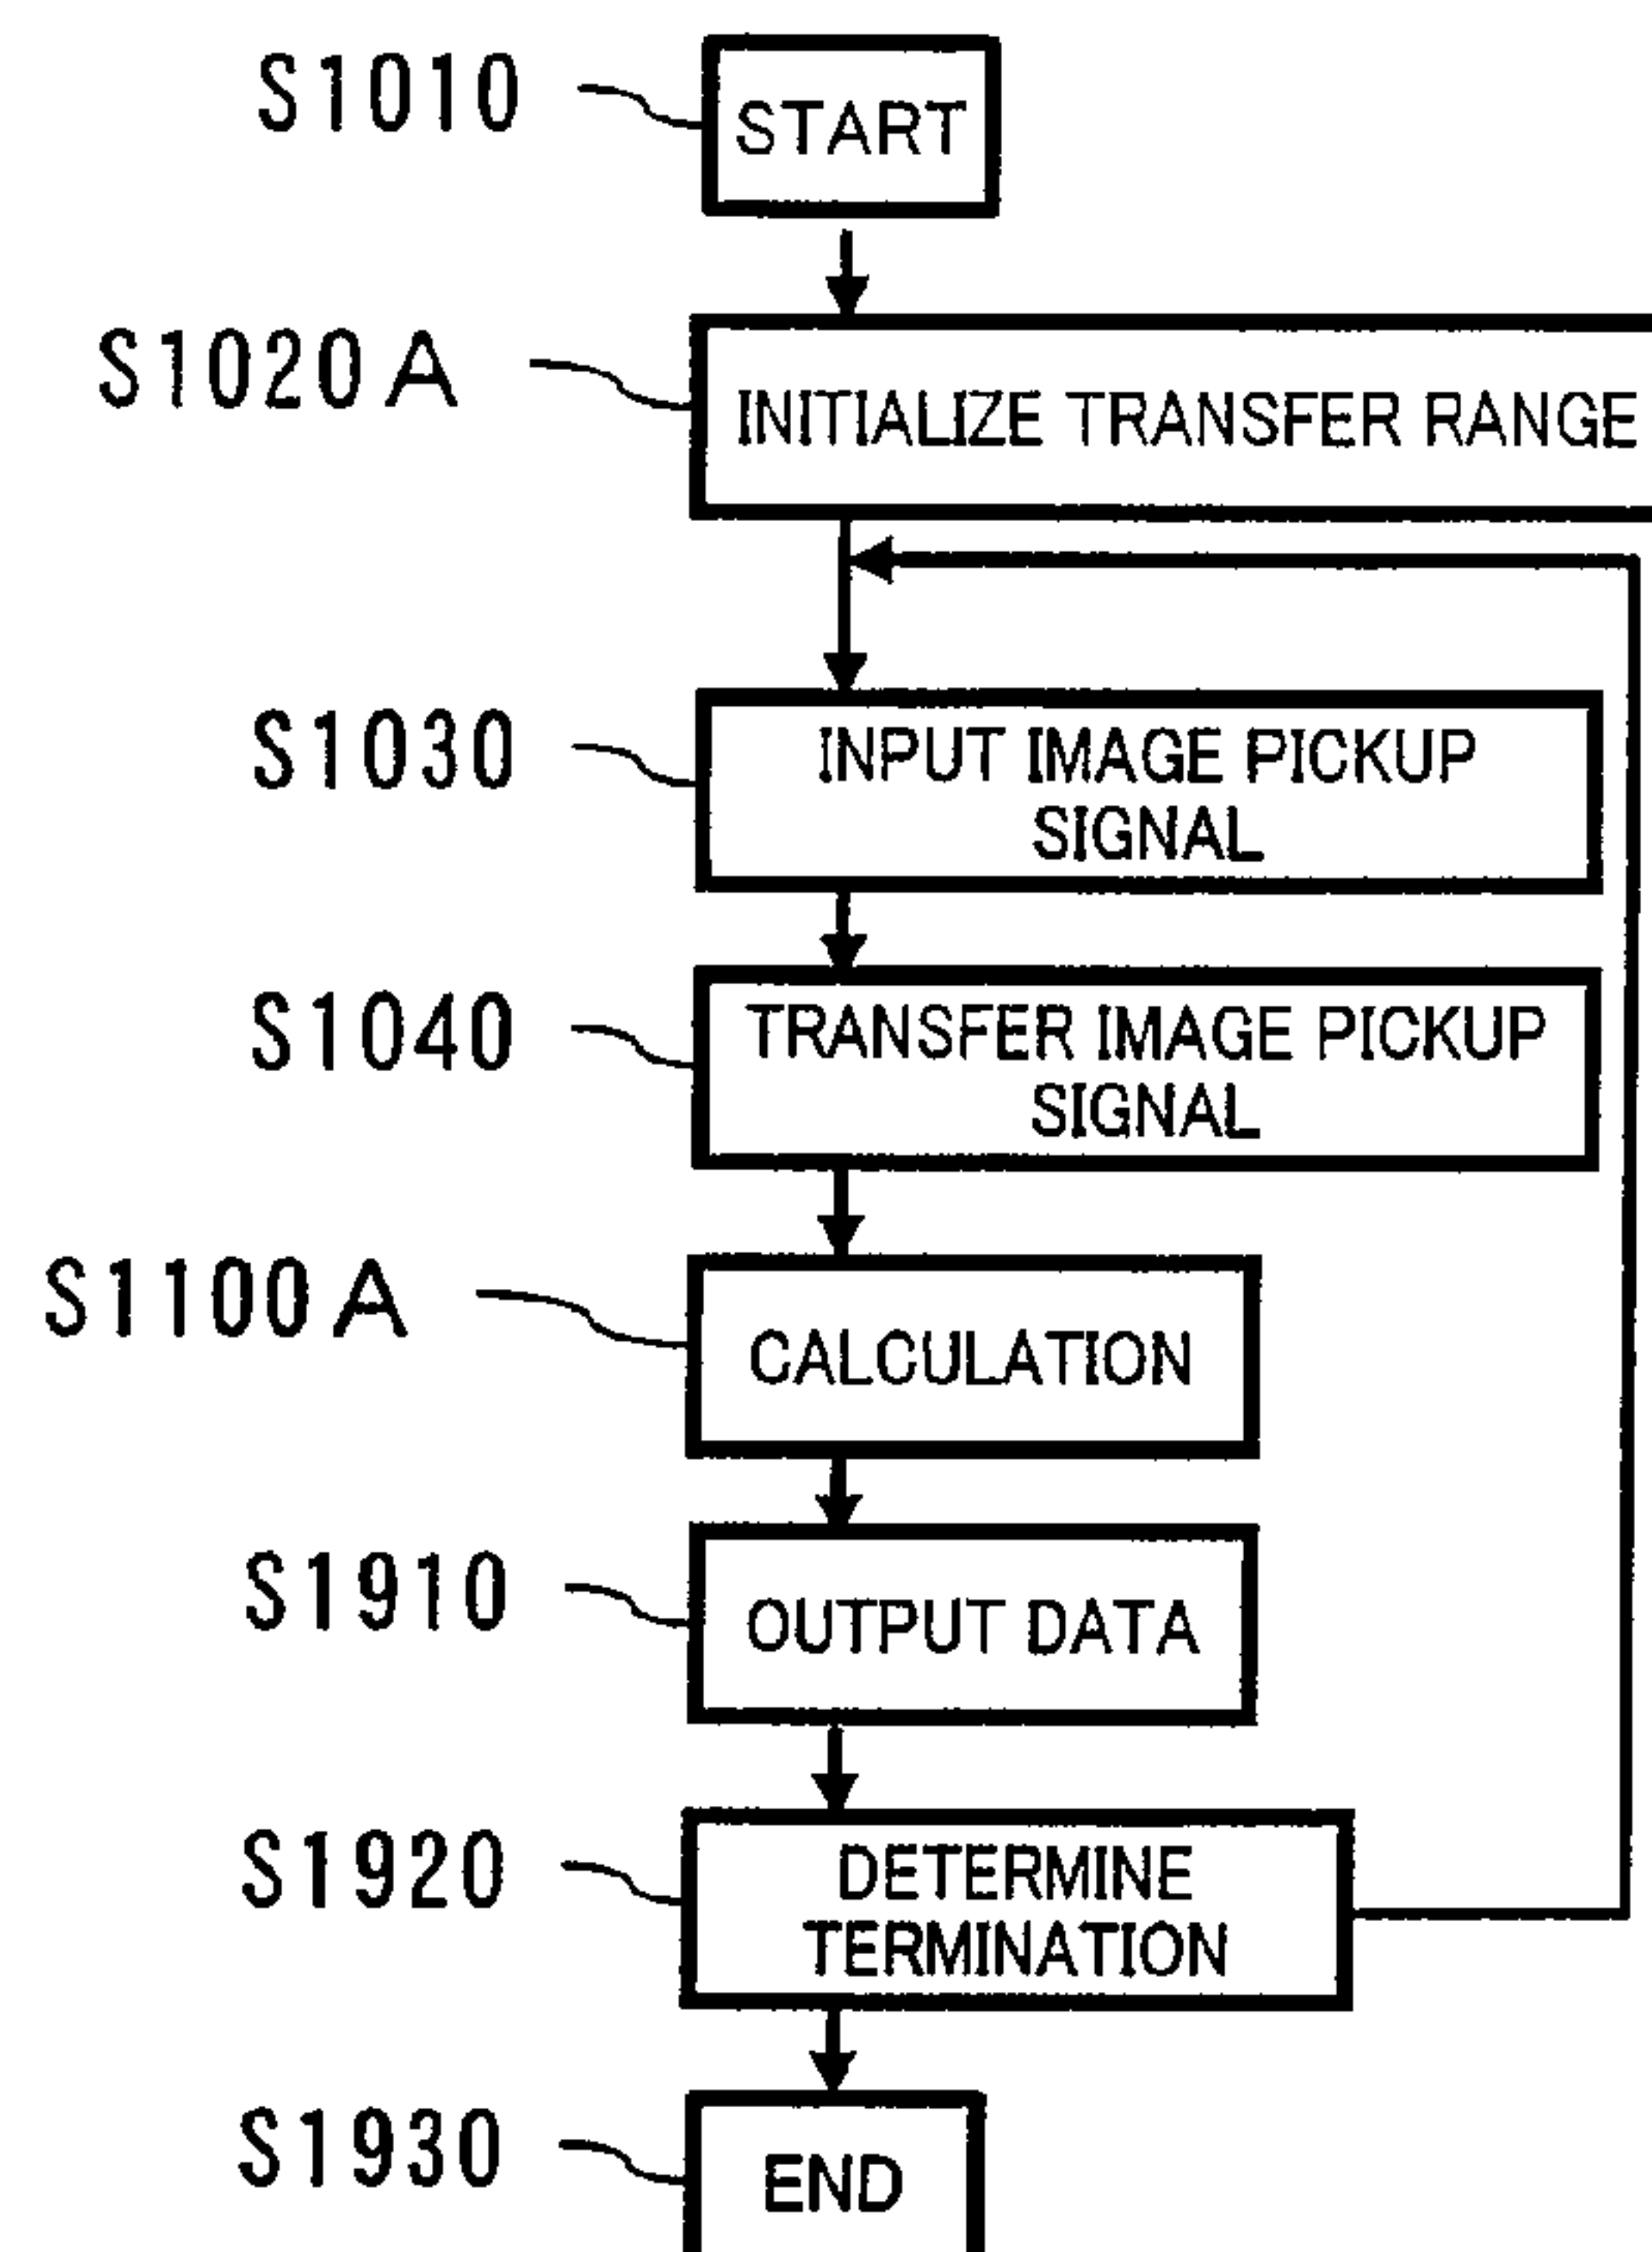 S1010
START
S1020A
INITIALIZE TRANSFER RANGE
S1030
INPUT IMAGE PICKUP
SIGNAL
S1040
TRANSFER IMAGE PICKUP
SIGNAL
S1100A
CALCULATION
S1910
OUTPUT DATA
S1920
DETERMINE
TERMINATION
S1930
END